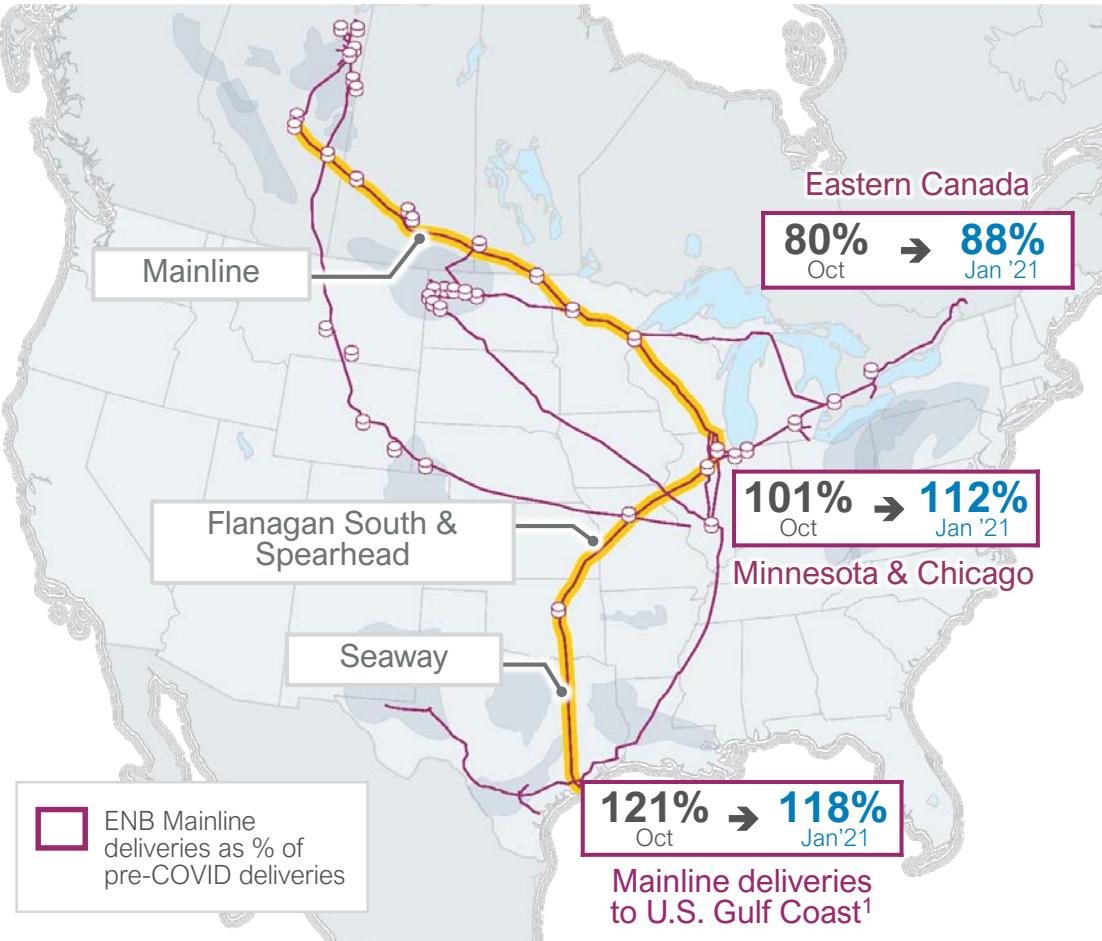 Eastern Canada
80% ➔ 88%
Oct Jan ’21
Mainline
101% ➔ 112%
Oct Jan ’21
Minnesota & Chicago
Flanagan South &
Spearhead
Seaway
121% ➔ 118%
Oct Jan’21
Mainline deliveries
to U.S. Gulf Coast¹
ENB Mainline
deliveries as % of
pre-COVID deliveries